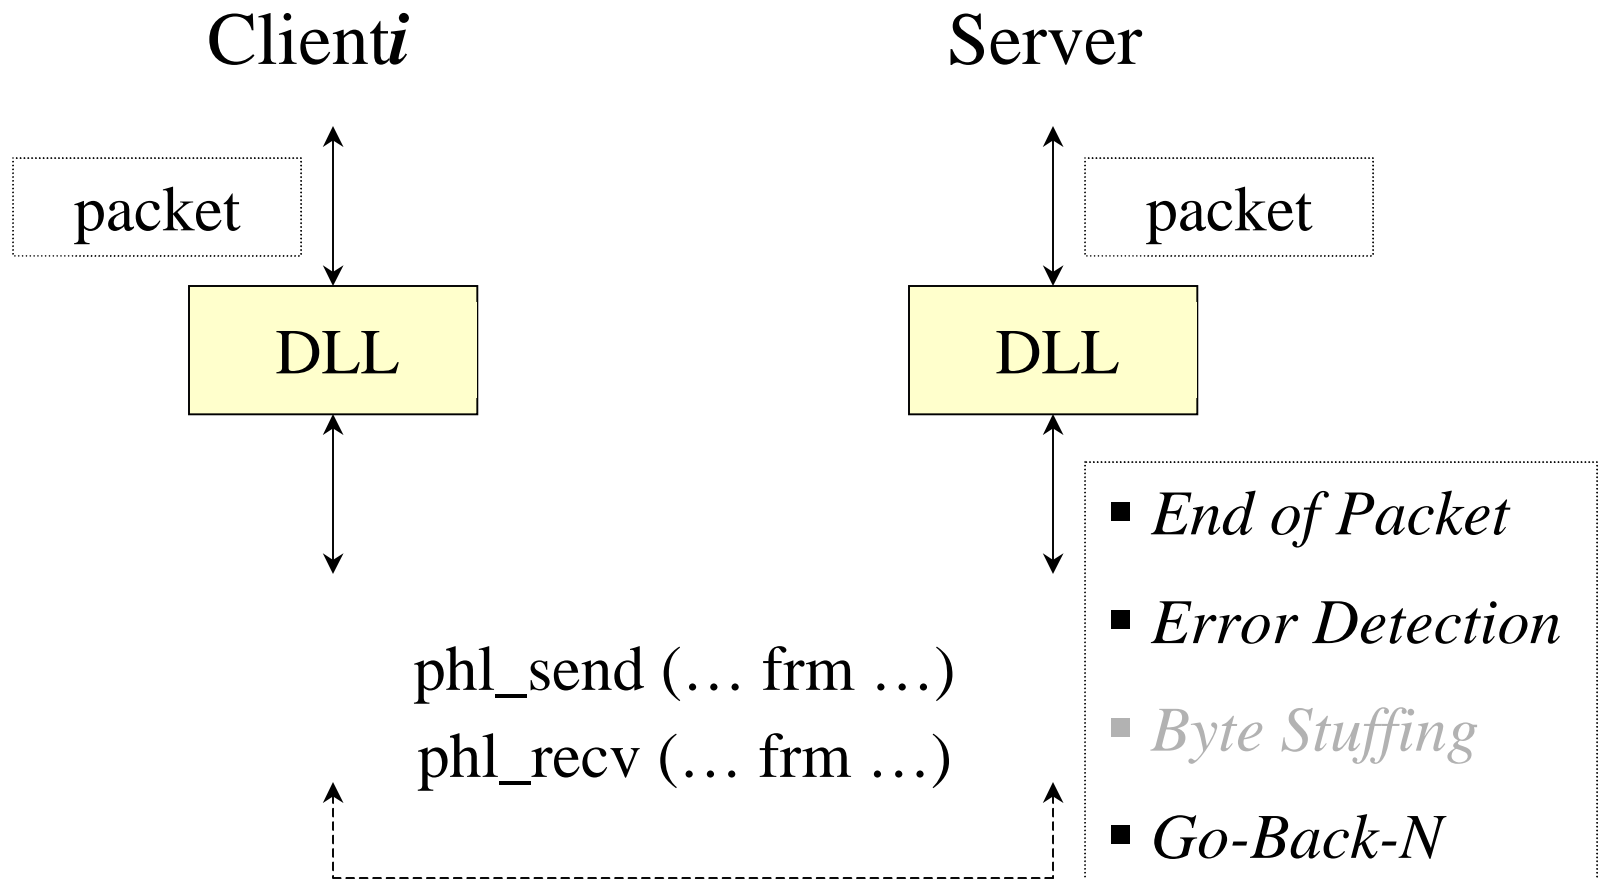 Clienti
Server
packet
packet
DLL
DLL
End of Packet
Error Detection
phl_send (… frm …)
Byte Stuffing
phl_recv (… frm …)
Go-Back-N